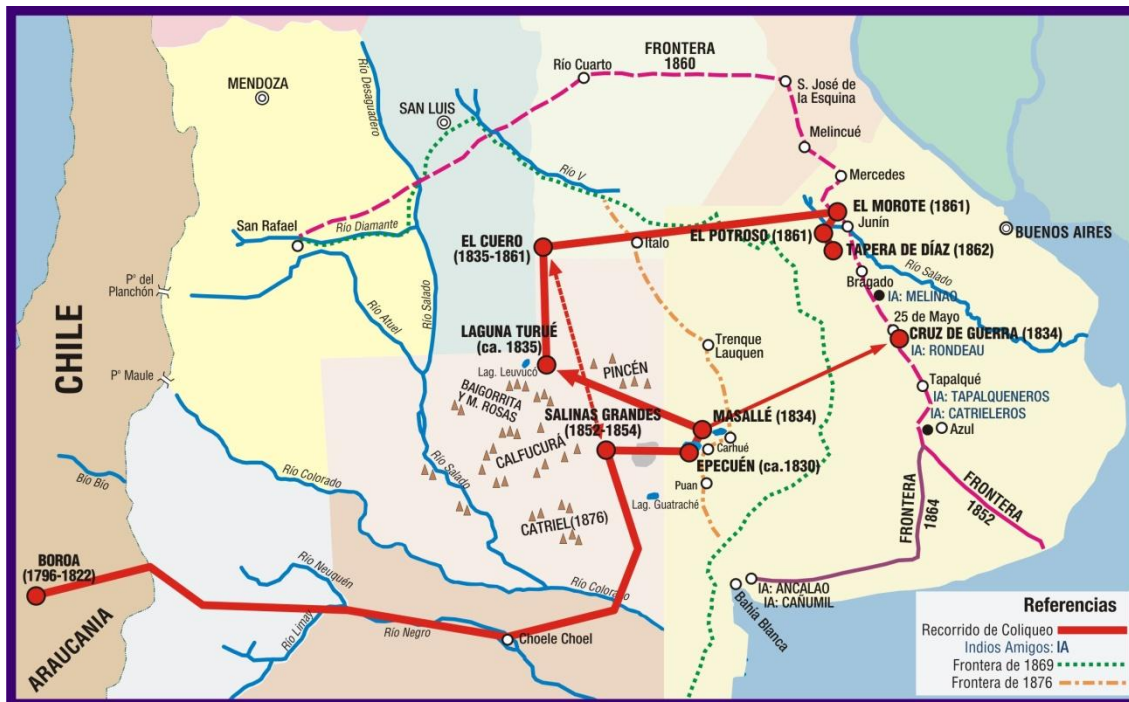 MENDOZA
Río Desaguadero
SAN LUIS
Río Cuarto
FRONTERA
1860
S. José de
la Esquina
Melincué
Mercedes
Río V
San Rafael
Río Diamante
EL CUERO
(1835-1861)
Italo
EL MOROTE (1861)
Junín
EL POTROSO (1861)
TAPERA DE DÍAZ (1862)
BUENOS AIRES
Río Salado
Bragado
IA: MELINAO
Pº del
Planchón
Río Atuel
Río Salado
25 de Mayo
CRUZ DE GUERRA (1834)
IA: RONDEAU
CHILE
Pº Maule
LAGUNA TURUÉ
(ca. 1835)
Lag. Leuvucó
PINCÉN
Trenque
Lauquen
BAIGORRITA
Y M. ROSAS
Tapalqué
IA: TAPALQUENEROS
IA: CATRIELEROS
Azul
SALINAS GRANDES
(1852-1854)
MASALLÉ (1834)
Carhué
EPECUÉN (ca.1830)
CALFUCURÁ
Río Salado
Puan
Lag. Guatraché
Río Colorado
Bío Bío
CATRIEL(1876)
FRONTERA
1864
FRONTERA
1852
BOROA
(1796-1822)
Río Neuquén
Río Limay
Río Negro
Río Colorado
Choele Choel
ARAUCANIA
Bahía Blanca
IA: ANCALAO
IA: CAÑUMIL
Referencias
Recorrido de Coliqueo
Indios Amigos: IA
Frontera de 1869
Frontera de 1876